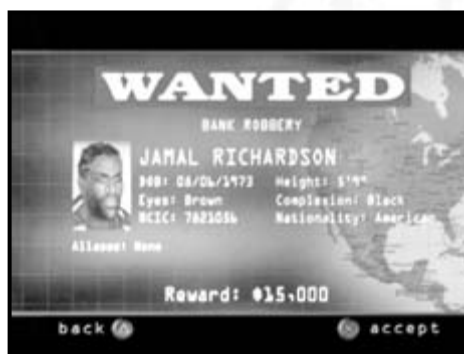 WANTED
BANK ROBBERY
JAMAL RICHARDSON
DOB: 06/06/1973 Height: 5'9"
Eyes: Brown Complexion: Black
NCIC: 7821056 Nationality: American
Aliases: None
Reward: $15,000
back accept